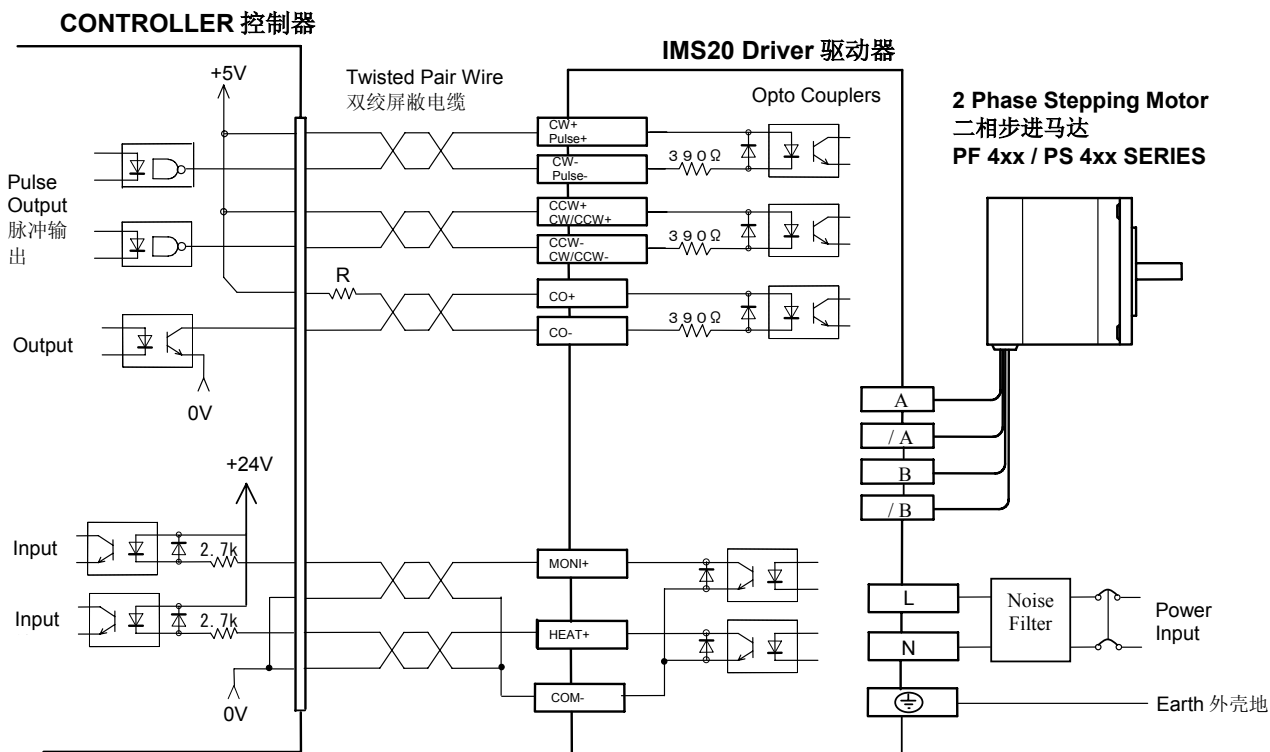 CONTROLLER 控制器
IMS20 Driver 驱动器
+5V
Twisted Pair Wire
双绞屏蔽电缆
Opto Couplers
2 Phase Stepping Motor
二相步进马达
PF 4xx / PS 4xx SERIES
Pulse
Output
脉冲输
出
CW+
Pulse+
CW-
Pulse-
390Ω
CCW+
CW/CCW+
CCW-
CW/CCW-
390Ω
R
CO+
CO-
390Ω
Output
0V
A
/ A
B
/ B
+24V
Input
2.7k
MONI+
Input
2.7k
HEAT+
COM-
0V
L
N
Noise
Filter
Power
Input
Earth 外壳地